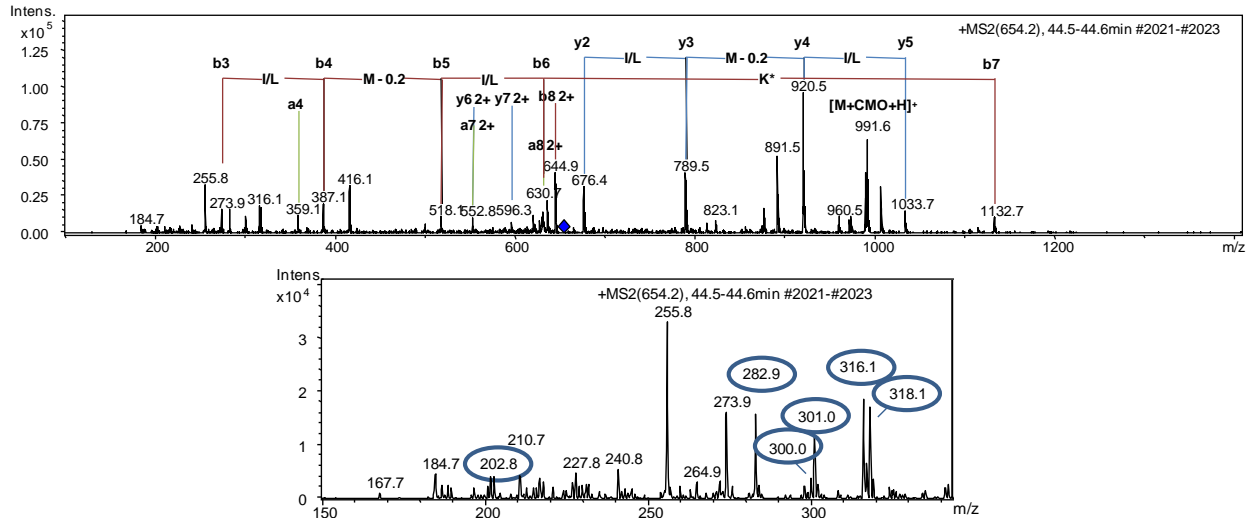 Intens.
x10⁵
+MS2(654.2), 44.5-44.6min #2021-#2023
1.25
1.00
0.75
0.50
0.25
0.00
b3 I/L b4 M - 0.2 b5 I/L b6 y2 I/L y3 M - 0.2 y4 I/L y5 K* b7
a4
y6 2+ y7 2+ b8 2+
a7 2+
a8 2+
[M+CMO+H]⁺
184.7 255.8 273.9 316.1 359.1 387.1 416.1 518.1 552.8 596.3 630.7 644.9 676.4 789.5 823.1 891.5 920.5 960.5 991.6 1033.7 1132.7
200 400 600 800 1000 1200 m/z
Intens.
x10⁴
+MS2(654.2), 44.5-44.6min #2021-#2023
3
2
1
0
167.7 184.7 202.8 210.7 227.8 240.8 255.8 264.9 273.9 282.9 300.0 301.0 316.1 318.1
150 200 250 300 m/z